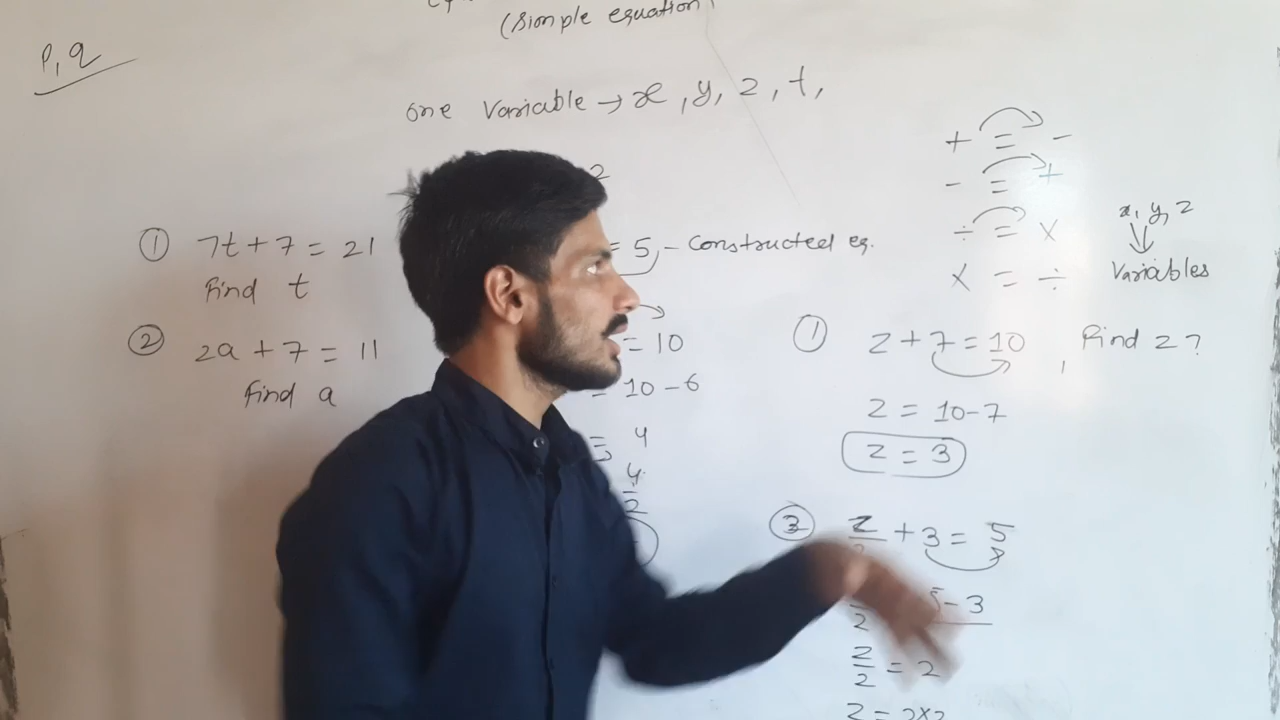 (Simple equation)
P, q
one Variable → x, y, z, t,
2
① 7t + 7 = 21
Find t
② 2a + 7 = 11
Find a
= 5, - Constructed eq.
= 10
= 10 - 6
= 4
4
2
+ = -
- = +
÷ = ×
× = ÷
x, y, z
Variables
① z + 7 = 10, Find z?
z = 10-7
z = 3
③ z + 3 = 5
5 - 3
2
z/2 = 2
z = 2×2